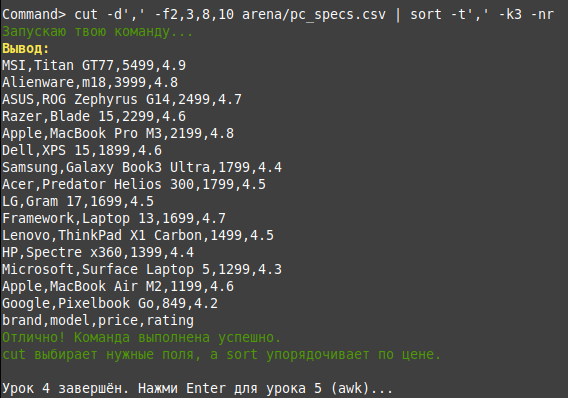 Command> cut -d',' -f2,3,8,10 arena/pc_specs.csv | sort -t',' -k3 -nr
Запускаю твою команду...
Вывод:
MSI,Titan GT77,5499,4.9
Alienware,m18,3999,4.8
ASUS,ROG Zephyrus G14,2499,4.7
Razer,Blade 15,2299,4.6
Apple,MacBook Pro M3,2199,4.8
Dell,XPS 15,1899,4.6
Samsung,Galaxy Book3 Ultra,1799,4.4
Acer,Predator Helios 300,1799,4.5
LG,Gram 17,1699,4.5
Framework,Laptop 13,1699,4.7
Lenovo,ThinkPad X1 Carbon,1499,4.5
HP,Spectre x360,1399,4.4
Microsoft,Surface Laptop 5,1299,4.3
Apple,MacBook Air M2,1199,4.6
Google,Pixelbook Go,849,4.2
brand,model,price,rating
Отлично! Команда выполнена успешно.
cut выбирает нужные поля, а sort упорядочивает по цене.
Урок 4 завершён. Нажми Enter для урока 5 (awk)...